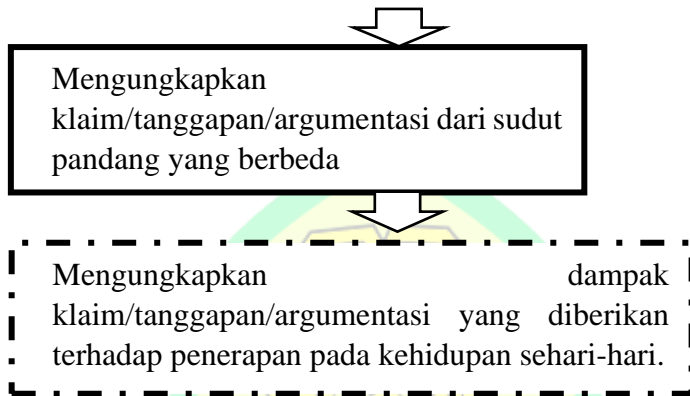 Mengungkapkan
klaim/tanggapan/argumentasi dari sudut
pandang yang berbeda
Mengungkapkan dampak
klaim/tanggapan/argumentasi yang diberikan
terhadap penerapan pada kehidupan sehari-hari.